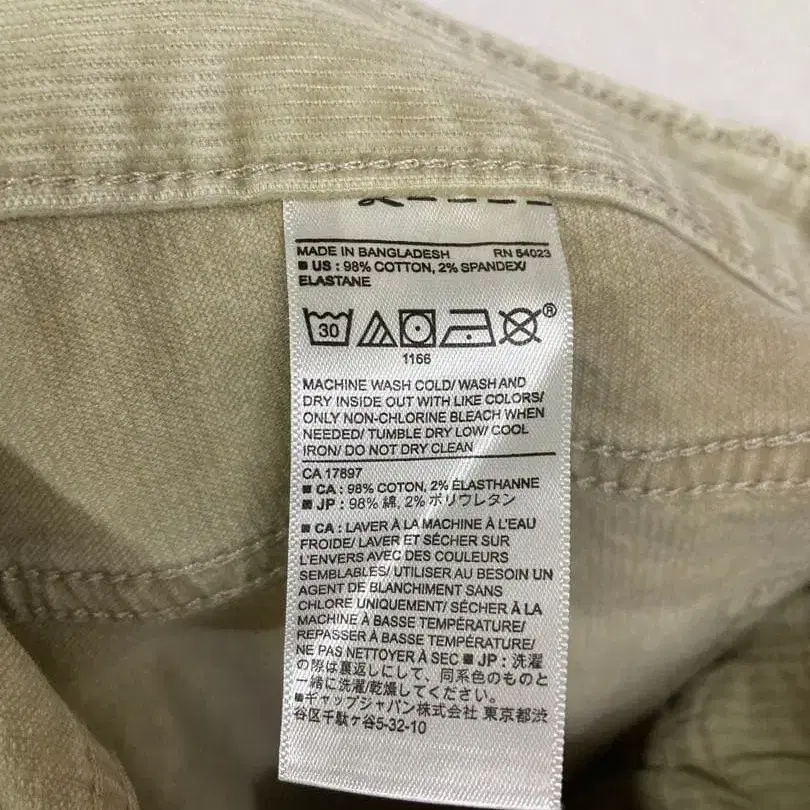 MADE IN BANGLADESH RN 54023
■ US : 98% COTTON, 2% SPANDEX/
ELASTANE
30 ®
1166
MACHINE WASH COLD/ WASH AND
DRY INSIDE OUT WITH LIKE COLORS/
ONLY NON-CHLORINE BLEACH WHEN
NEEDED/ TUMBLE DRY LOW/ COOL
IRON/ DO NOT DRY CLEAN
CA 17897
■ CA : 98% COTON, 2% ÉLASTHANNE
■ JP : 98% 綿, 2% ポリウレタン
■ CA : LAVER À LA MACHINE À L'EAU
FROIDE/ LAVER ET SÉCHER SUR
L'ENVERS AVEC DES COULEURS
SEMBLABLES/ UTILISER AU BESOIN UN
AGENT DE BLANCHIMENT SANS
CHLORE UNIQUEMENT/ SÉCHER À LA
MACHINE À BASSE TEMPÉRATURE/
REPASSER À BASSE TEMPÉRATURE/
NE PAS NETTOYER À SEC ■ JP : 洗濯
の際は裏返しにして、同系色のものと
一緒に洗濯/乾燥してください。
■ ギャップジャパン株式会社 東京都渋
谷区千駄ヶ谷5-32-10